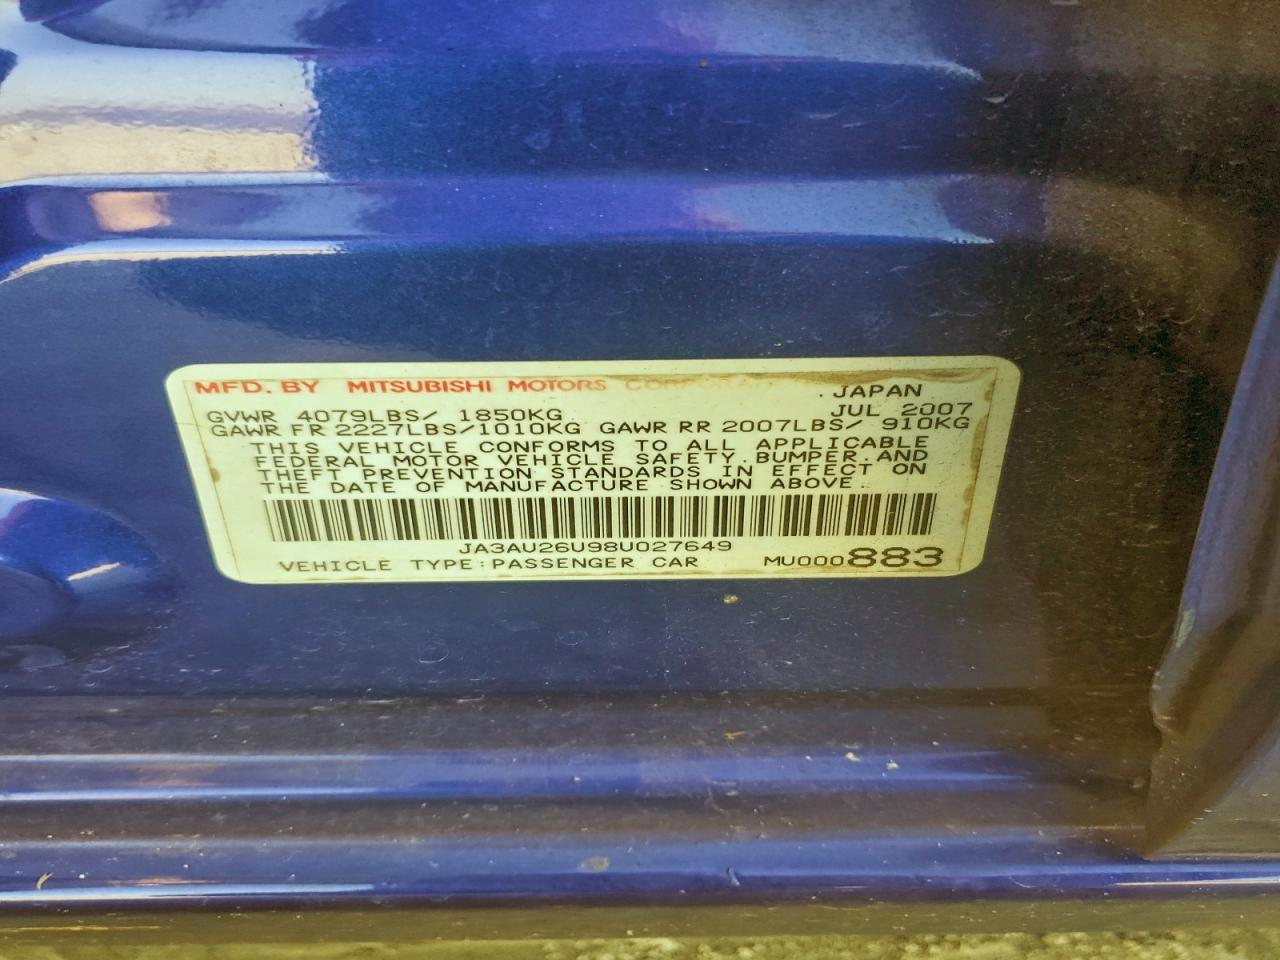 MFD. BY MITSUBISHI MOTORS CORPORATION JAPAN
GVWR 4079LBS/ 1850KG JUL 2007
GAWR FR 2227LBS/1010KG GAWR RR 2007LBS/ 910KG
THIS VEHICLE CONFORMS TO ALL APPLICABLE
FEDERAL MOTOR VEHICLE SAFETY, BUMPER, AND
THEFT PREVENTION STANDARDS IN EFFECT ON
THE DATE OF MANUFACTURE SHOWN ABOVE.
JA3AU26U98U027649
VEHICLE TYPE:PASSENGER CAR MU000883